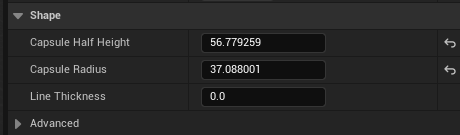 Shape
Capsule Half Height 56.779259
Capsule Radius 37.088001
Line Thickness 0.0
Advanced